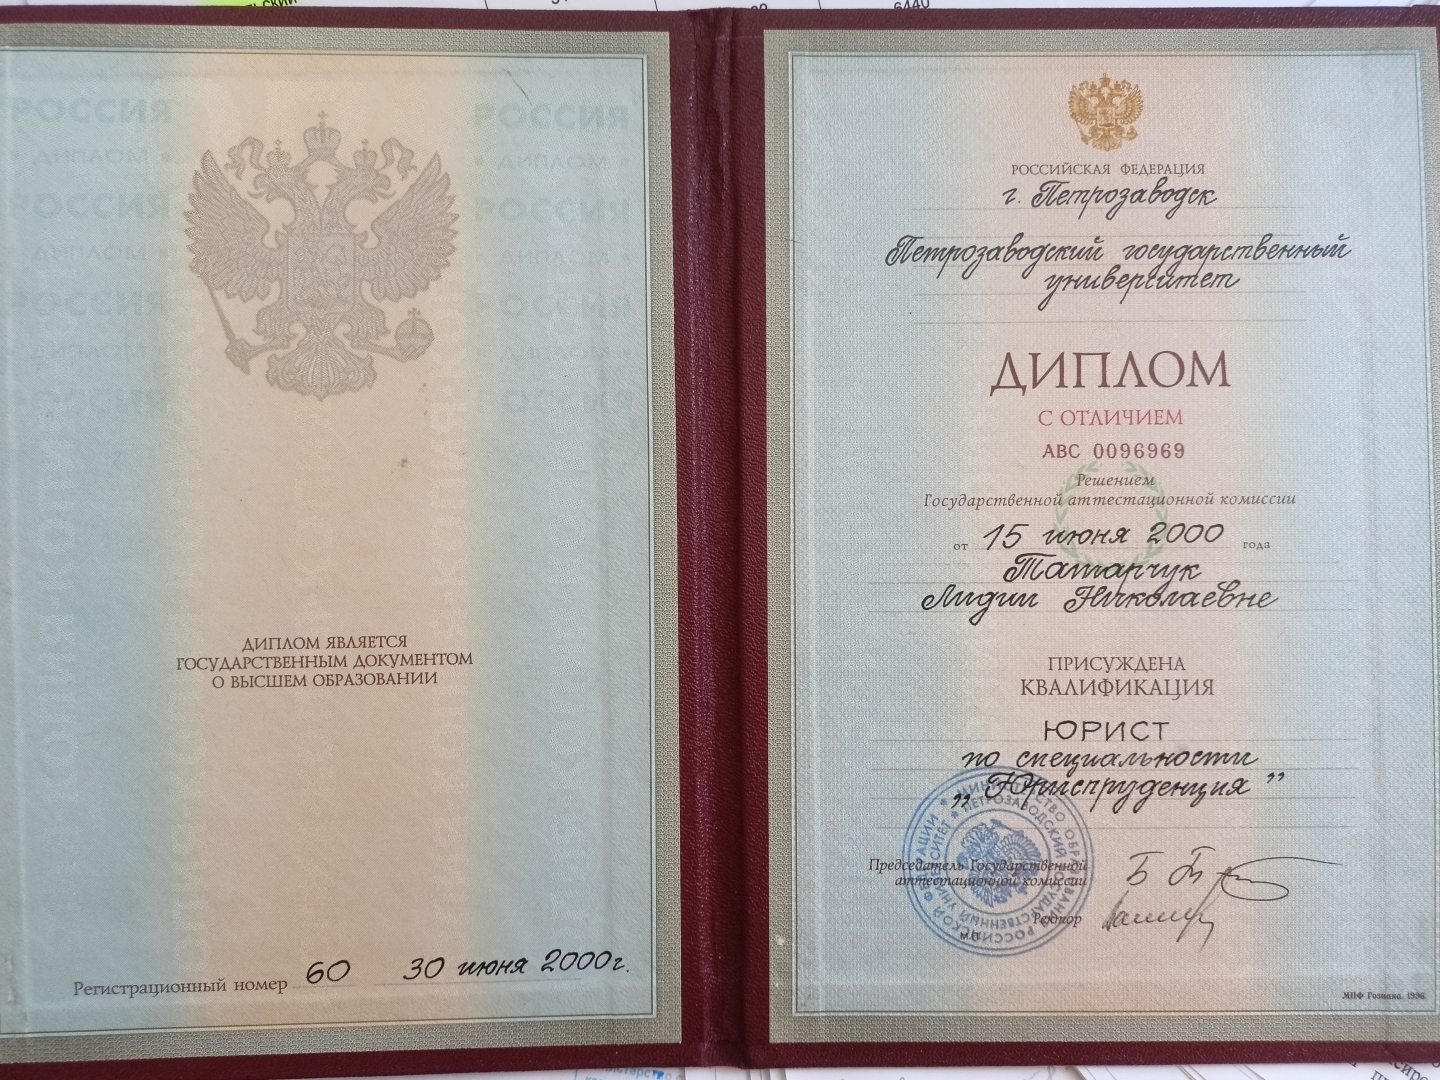 РОССИЯ
РОССИЯ
• ДИПЛОМ •
• ДИПЛОМ •
РОССИЯ
РОССИЯ
ДИПЛОМ ЯВЛЯЕТСЯ
ГОСУДАРСТВЕННЫМ ДОКУМЕНТОМ
О ВЫСШЕМ ОБРАЗОВАНИИ
Регистрационный номер 60 30 июня 2000г.
6440
РОССИЙСКАЯ ФЕДЕРАЦИЯ
г. Петрозаводск
Петрозаводский государственный
университет
ДИПЛОМ
С ОТЛИЧИЕМ
АВС 0096969
Решением
Государственной аттестационной комиссии
от 15 июня 2000 года
Татарчук
Лидии Николаевне
ПРИСУЖДЕНА
КВАЛИФИКАЦИЯ
ЮРИСТ
по специальности
„Юриспруденция”
Председатель Государственной
аттестационной комиссии
Ректор
М.П.
МПФ Гознака. 1996.